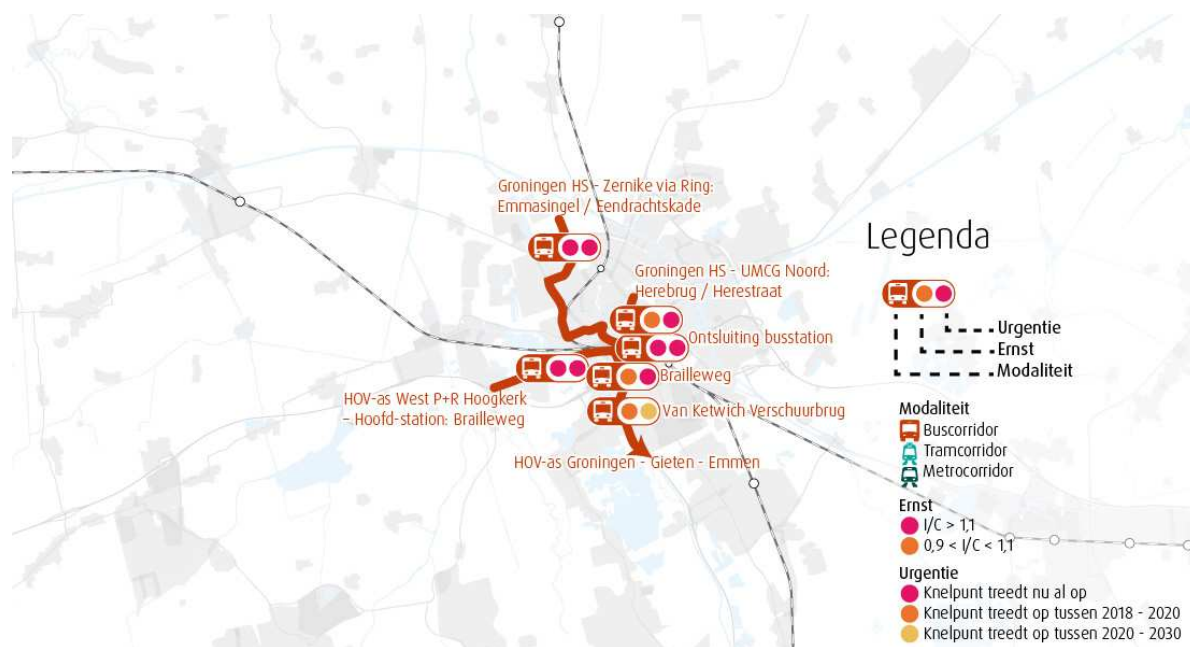 Groningen HS - Zernike via Ring:
Emmasingel / Eendrachtskade
Groningen HS - UMCG Noord:
Herebrug / Herestraat
Ontsluiting busstation
Brailleweg
HOV-as West P+R Hoogkerk
– Hoofd-station: Brailleweg
Van Ketwich Verschuurbrug
HOV-as Groningen - Gieten - Emmen
Legenda
Urgentie
Ernst
Modaliteit
Modaliteit
Buscorridor
Tramcorridor
Metrocorridor
Ernst
I/C > 1,1
0,9 < I/C < 1,1
Urgentie
Knelpunt treedt nu al op
Knelpunt treedt op tussen 2018 - 2020
Knelpunt treedt op tussen 2020 - 2030